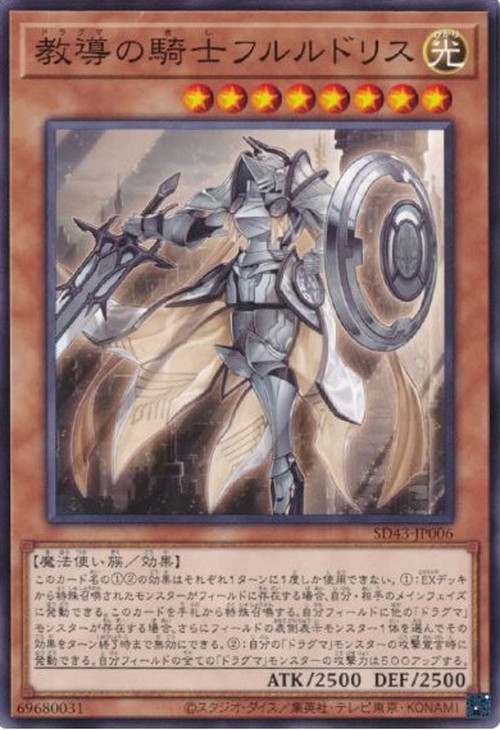 教導の騎士フルルドリス
光
SD43-JP006
【魔法使い族／効果】
このカード名の①②の効果はそれぞれ1ターンに1度しか使用できない。①：EXデッキ
から特殊召喚されたモンスターがフィールドに存在する場合、自分・相手のメインフェイズ
に発動できる。このカードを手札から特殊召喚する。自分フィールドに他の「ドラグマ」
モンスターが存在する場合、さらにフィールドの表側表示モンスター1体を選んでその
効果をターン終了時まで無効にできる。②：自分の「ドラグマ」モンスターの攻撃宣言時に
発動できる。自分フィールドの全ての「ドラグマ」モンスターの攻撃力は500アップする。
ATK/2500 DEF/2500
69680031 ©スタジオ・ダイス／集英社・テレビ東京・KONAMI